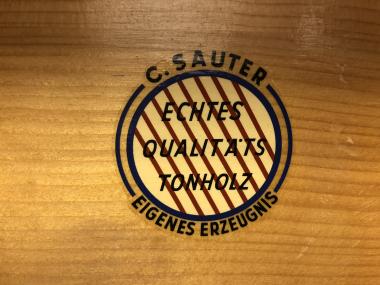 C. SAUTER
ECHTES
QUALITÄTS
TONHOLZ
EIGENES ERZEUGNIS